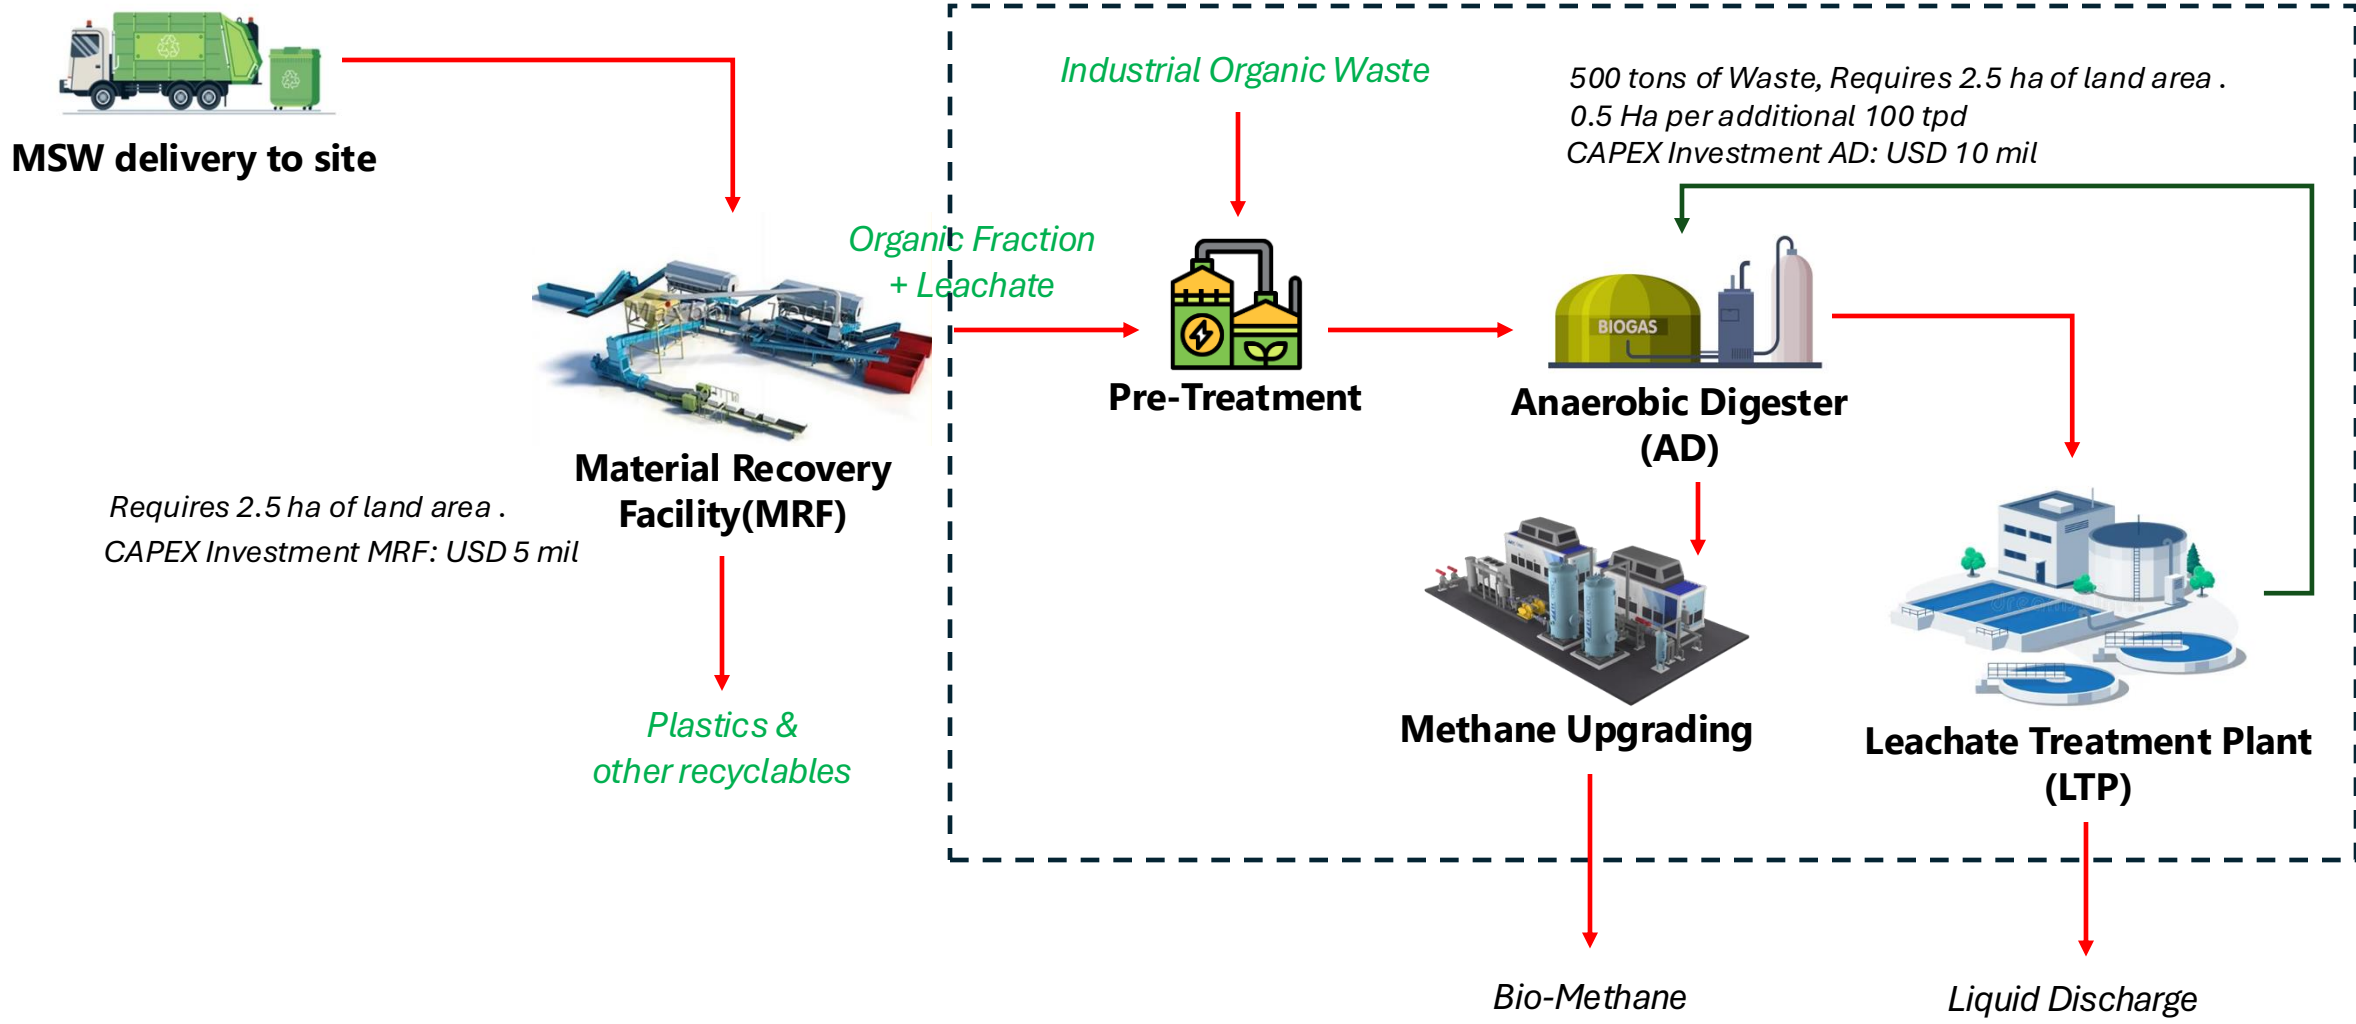 MSW delivery to site
Industrial Organic Waste
500 tons of Waste, Requires 2.5 ha of land area .
0.5 Ha per additional 100 tpd
CAPEX Investment AD: USD 10 mil
Organic Fraction
+ Leachate
BIOGAS
Pre-Treatment
Anaerobic Digester
(AD)
Material Recovery
Facility(MRF)
Requires 2.5 ha of land area .
CAPEX Investment MRF: USD 5 mil
Plastics &
other recyclables
Methane Upgrading
Leachate Treatment Plant
(LTP)
Bio-Methane
Liquid Discharge